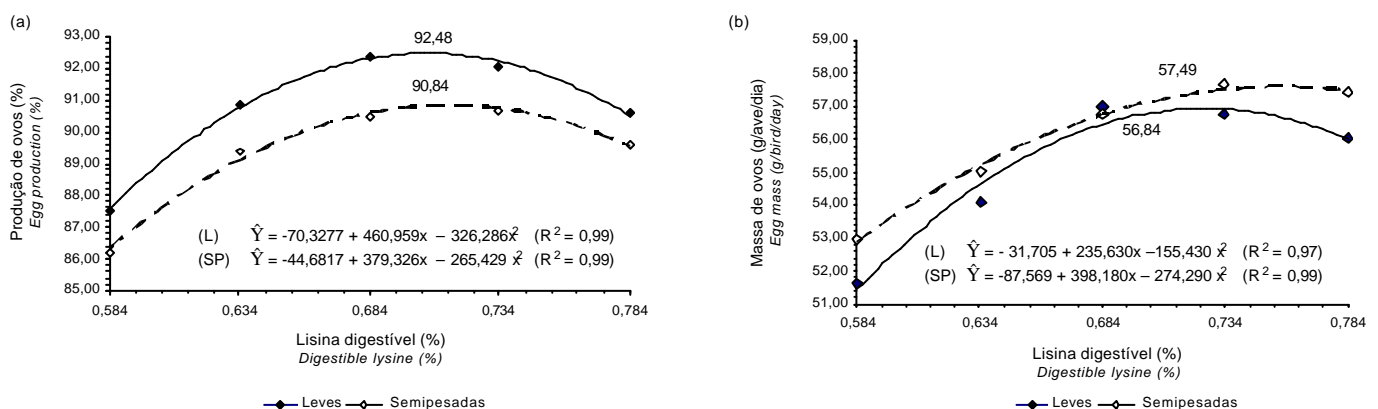 (a)
Produção de ovos (%)
Egg production (%)
93,00
92,00
91,00
90,00
89,00
88,00
87,00
86,00
85,00
92,48
90,84
(L) Ŷ = -70,3277 + 460,959x – 326,286x² (R² = 0,99)
(SP) Ŷ = -44,6817 + 379,326x – 265,429 x² (R² = 0,99)
0,584 0,634 0,684 0,734 0,784
Lisina digestível (%)
Digestible lysine (%)
Leves Semipesadas
(b)
Massa de ovos (g/ave/dia)
Egg mass (g/bird/day)
59,00
58,00
57,00
56,00
55,00
54,00
53,00
52,00
51,00
57,49
56,84
(L) Ŷ = - 31,705 + 235,630x –155,430 x² (R² = 0,97)
(SP) Ŷ = -87,569 + 398,180x – 274,290 x² (R² = 0,99)
0,584 0,634 0,684 0,734 0,784
Lisina digestível (%)
Digestible lysine (%)
Leves Semipesadas